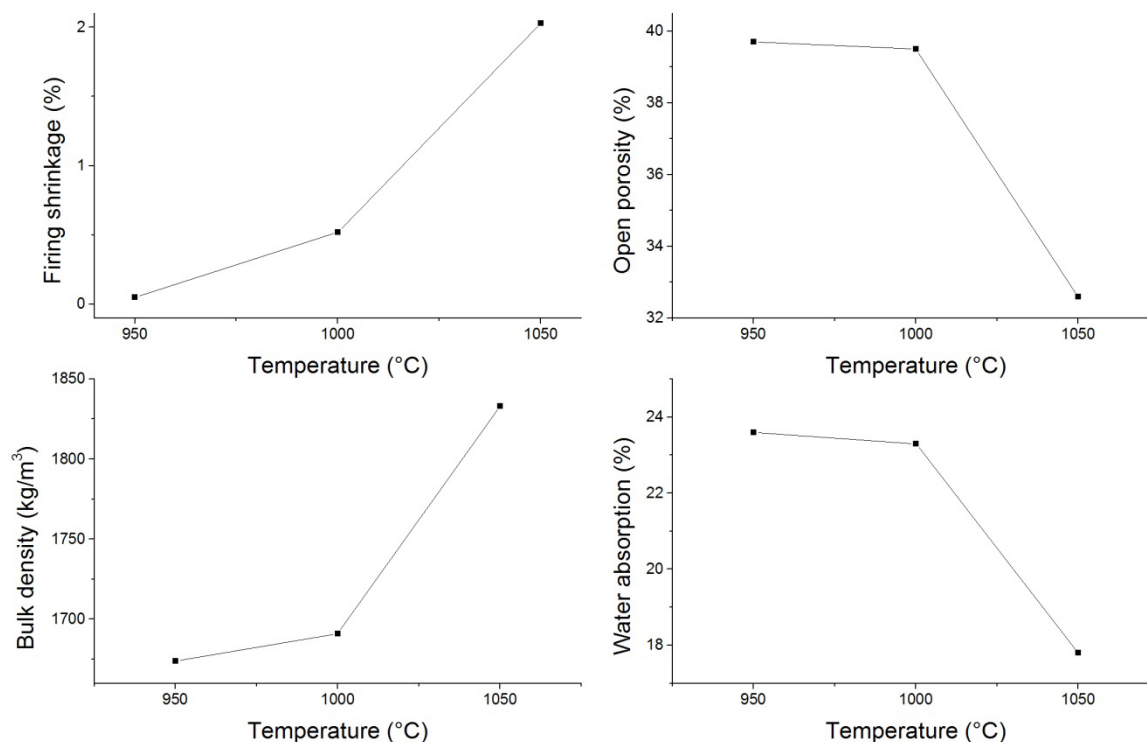 Firing shrinkage (%)
2
1
0
950 1000 1050
Temperature (°C)
Open porosity (%)
40
38
36
34
32
950 1000 1050
Temperature (°C)
Bulk density (kg/m³)
1850
1800
1750
1700
950 1000 1050
Temperature (°C)
Water absorption (%)
24
22
20
18
950 1000 1050
Temperature (°C)